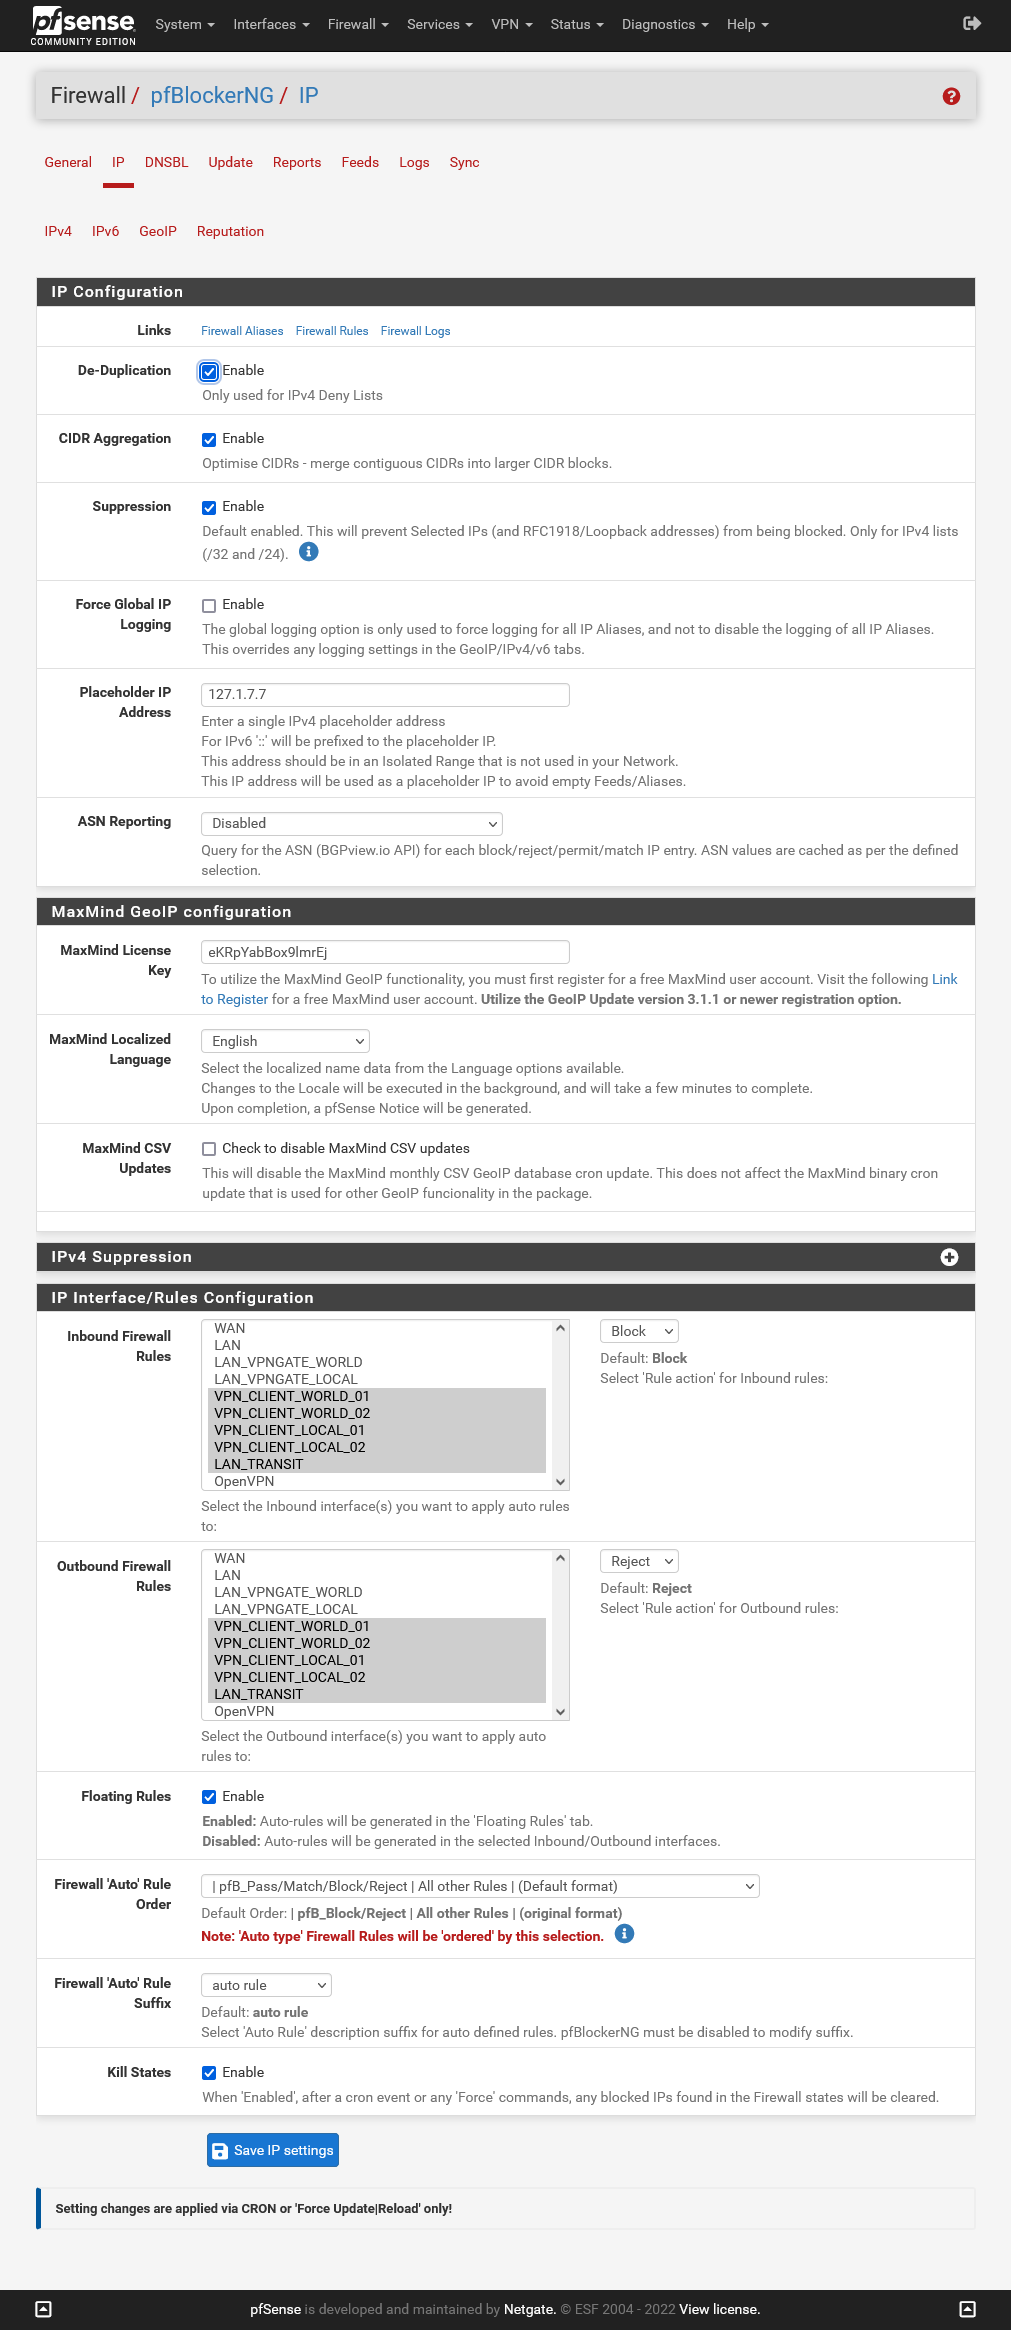 pfsense
COMMUNITY EDITION
System Interfaces Firewall Services VPN Status Diagnostics Help
Firewall / pfBlockerNG / IP
General IP DNSBL Update Reports Feeds Logs Sync
IPv4 IPv6 GeoIP Reputation
IP Configuration
Links Firewall Aliases Firewall Rules Firewall Logs
De-Duplication Enable
Only used for IPv4 Deny Lists
CIDR Aggregation Enable
Optimise CIDRs - merge contiguous CIDRs into larger CIDR blocks.
Suppression Enable
Default enabled. This will prevent Selected IPs (and RFC1918/Loopback addresses) from being blocked. Only for IPv4 lists
(/32 and /24).
Force Global IP Logging Enable
The global logging option is only used to force logging for all IP Aliases, and not to disable the logging of all IP Aliases.
This overrides any logging settings in the GeoIP/IPv4/v6 tabs.
Placeholder IP Address 127.1.7.7
Enter a single IPv4 placeholder address
For IPv6 '::' will be prefixed to the placeholder IP.
This address should be in an Isolated Range that is not used in your Network.
This IP address will be used as a placeholder IP to avoid empty Feeds/Aliases.
ASN Reporting Disabled
Query for the ASN (BGPview.io API) for each block/reject/permit/match IP entry. ASN values are cached as per the defined
selection.
MaxMind GeoIP configuration
MaxMind License Key eKRpYabBox9lmrEj
To utilize the MaxMind GeoIP functionality, you must first register for a free MaxMind user account. Visit the following Link
to Register for a free MaxMind user account. Utilize the GeoIP Update version 3.1.1 or newer registration option.
MaxMind Localized Language English
Select the localized name data from the Language options available.
Changes to the Locale will be executed in the background, and will take a few minutes to complete.
Upon completion, a pfSense Notice will be generated.
MaxMind CSV Updates Check to disable MaxMind CSV updates
This will disable the MaxMind monthly CSV GeoIP database cron update. This does not affect the MaxMind binary cron
update that is used for other GeoIP funcionality in the package.
IPv4 Suppression
IP Interface/Rules Configuration
Inbound Firewall Rules
WAN
LAN
LAN_VPNGATE_WORLD
LAN_VPNGATE_LOCAL
VPN_CLIENT_WORLD_01
VPN_CLIENT_WORLD_02
VPN_CLIENT_LOCAL_01
VPN_CLIENT_LOCAL_02
LAN_TRANSIT
OpenVPN
Select the Inbound interface(s) you want to apply auto rules
to:
Block
Default: Block
Select 'Rule action' for Inbound rules:
Outbound Firewall Rules
WAN
LAN
LAN_VPNGATE_WORLD
LAN_VPNGATE_LOCAL
VPN_CLIENT_WORLD_01
VPN_CLIENT_WORLD_02
VPN_CLIENT_LOCAL_01
VPN_CLIENT_LOCAL_02
LAN_TRANSIT
OpenVPN
Select the Outbound interface(s) you want to apply auto
rules to:
Reject
Default: Reject
Select 'Rule action' for Outbound rules:
Floating Rules Enable
Enabled: Auto-rules will be generated in the 'Floating Rules' tab.
Disabled: Auto-rules will be generated in the selected Inbound/Outbound interfaces.
Firewall 'Auto' Rule Order | pfB_Pass/Match/Block/Reject | All other Rules | (Default format)
Default Order: | pfB_Block/Reject | All other Rules | (original format)
Note: 'Auto type' Firewall Rules will be 'ordered' by this selection.
Firewall 'Auto' Rule Suffix auto rule
Default: auto rule
Select 'Auto Rule' description suffix for auto defined rules. pfBlockerNG must be disabled to modify suffix.
Kill States Enable
When 'Enabled', after a cron event or any 'Force' commands, any blocked IPs found in the Firewall states will be cleared.
Save IP settings
Setting changes are applied via CRON or 'Force Update|Reload' only!
pfSense is developed and maintained by Netgate. © ESF 2004 - 2022 View license.